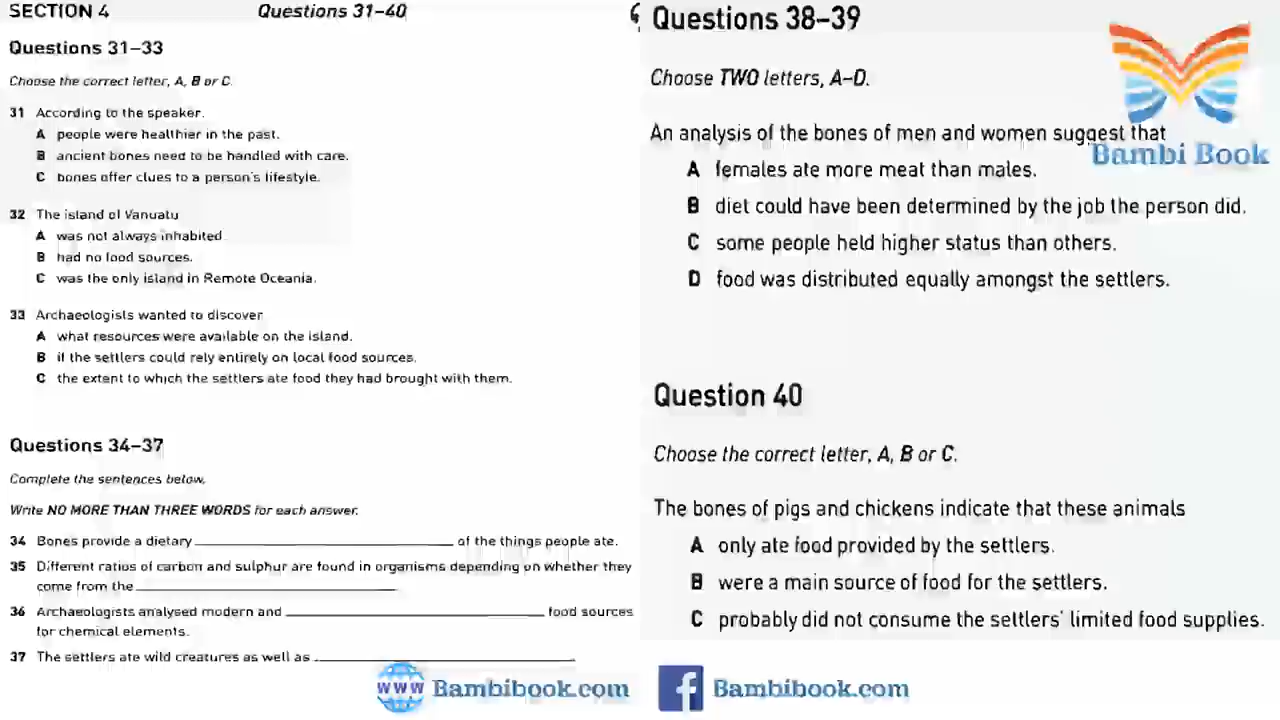 SECTION 4 Questions 31–40
Questions 31–33
Choose the correct letter, A, B or C.
31 According to the speaker.
A people were healthier in the past.
B ancient bones need to be handled with care.
C bones offer clues to a person's lifestyle.
32 The island of Vanuatu
A was not always inhabited.
B had no food sources.
C was the only island in Remote Oceania.
33 Archaeologists wanted to discover
A what resources were available on the island.
B if the settlers could rely entirely on local food sources.
C the extent to which the settlers ate food they had brought with them.
Questions 34–37
Complete the sentences below.
Write NO MORE THAN THREE WORDS for each answer.
34 Bones provide a dietary ____ of the things people ate.
35 Different ratios of carbon and sulphur are found in organisms depending on whether they
come from the ____
36 Archaeologists analysed modern and ____ food sources
for chemical elements.
37 The settlers ate wild creatures as well as ____
Questions 38–39
Choose TWO letters, A–D.
An analysis of the bones of men and women suggest that
A females ate more meat than males.
B diet could have been determined by the job the person did.
C some people held higher status than others.
D food was distributed equally amongst the settlers.
Question 40
Choose the correct letter, A, B or C.
The bones of pigs and chickens indicate that these animals
A only ate food provided by the settlers.
B were a main source of food for the settlers.
C probably did not consume the settlers' limited food supplies.
Bambi Book
www Bambibook.com
f Bambibook.com